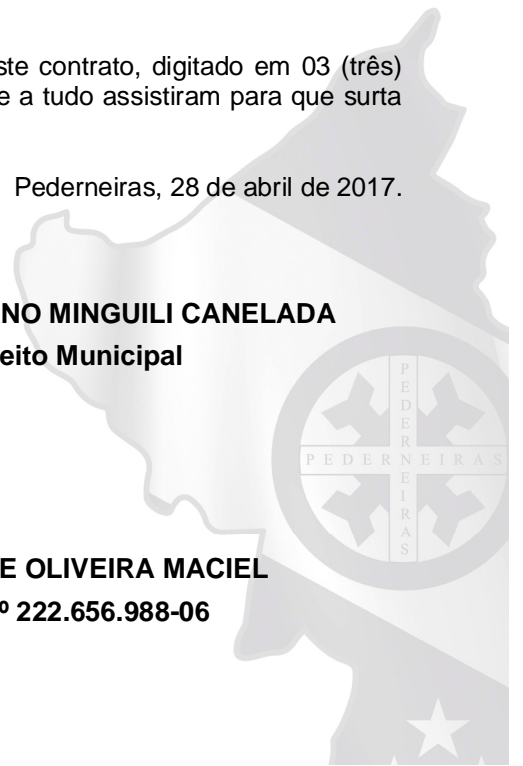 ste contrato, digitado em 03 (três)
e a tudo assistiram para que surta
Pederneiras, 28 de abril de 2017.
NO MINGUILI CANELADA
eito Municipal
PEDERNEIRAS
PEDERNEIRAS
E OLIVEIRA MACIEL
º 222.656.988-06